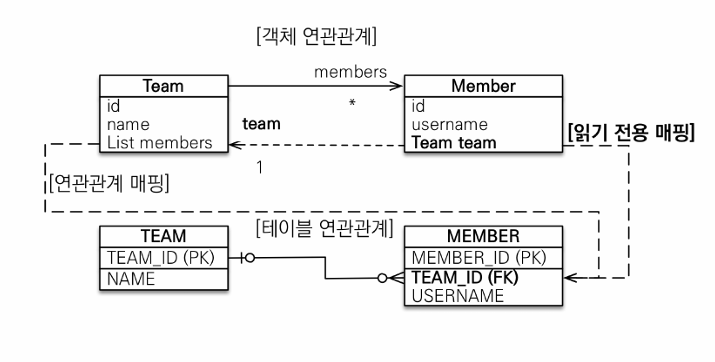 [객체 연관관계]
members
Team
Member
id
name
List members
*
id
username
Team team
team
1
[읽기 전용 매핑]
[연관관계 매핑]
[테이블 연관관계]
TEAM
TEAM_ID (PK)
NAME
MEMBER
MEMBER_ID (PK)
TEAM_ID (FK)
USERNAME